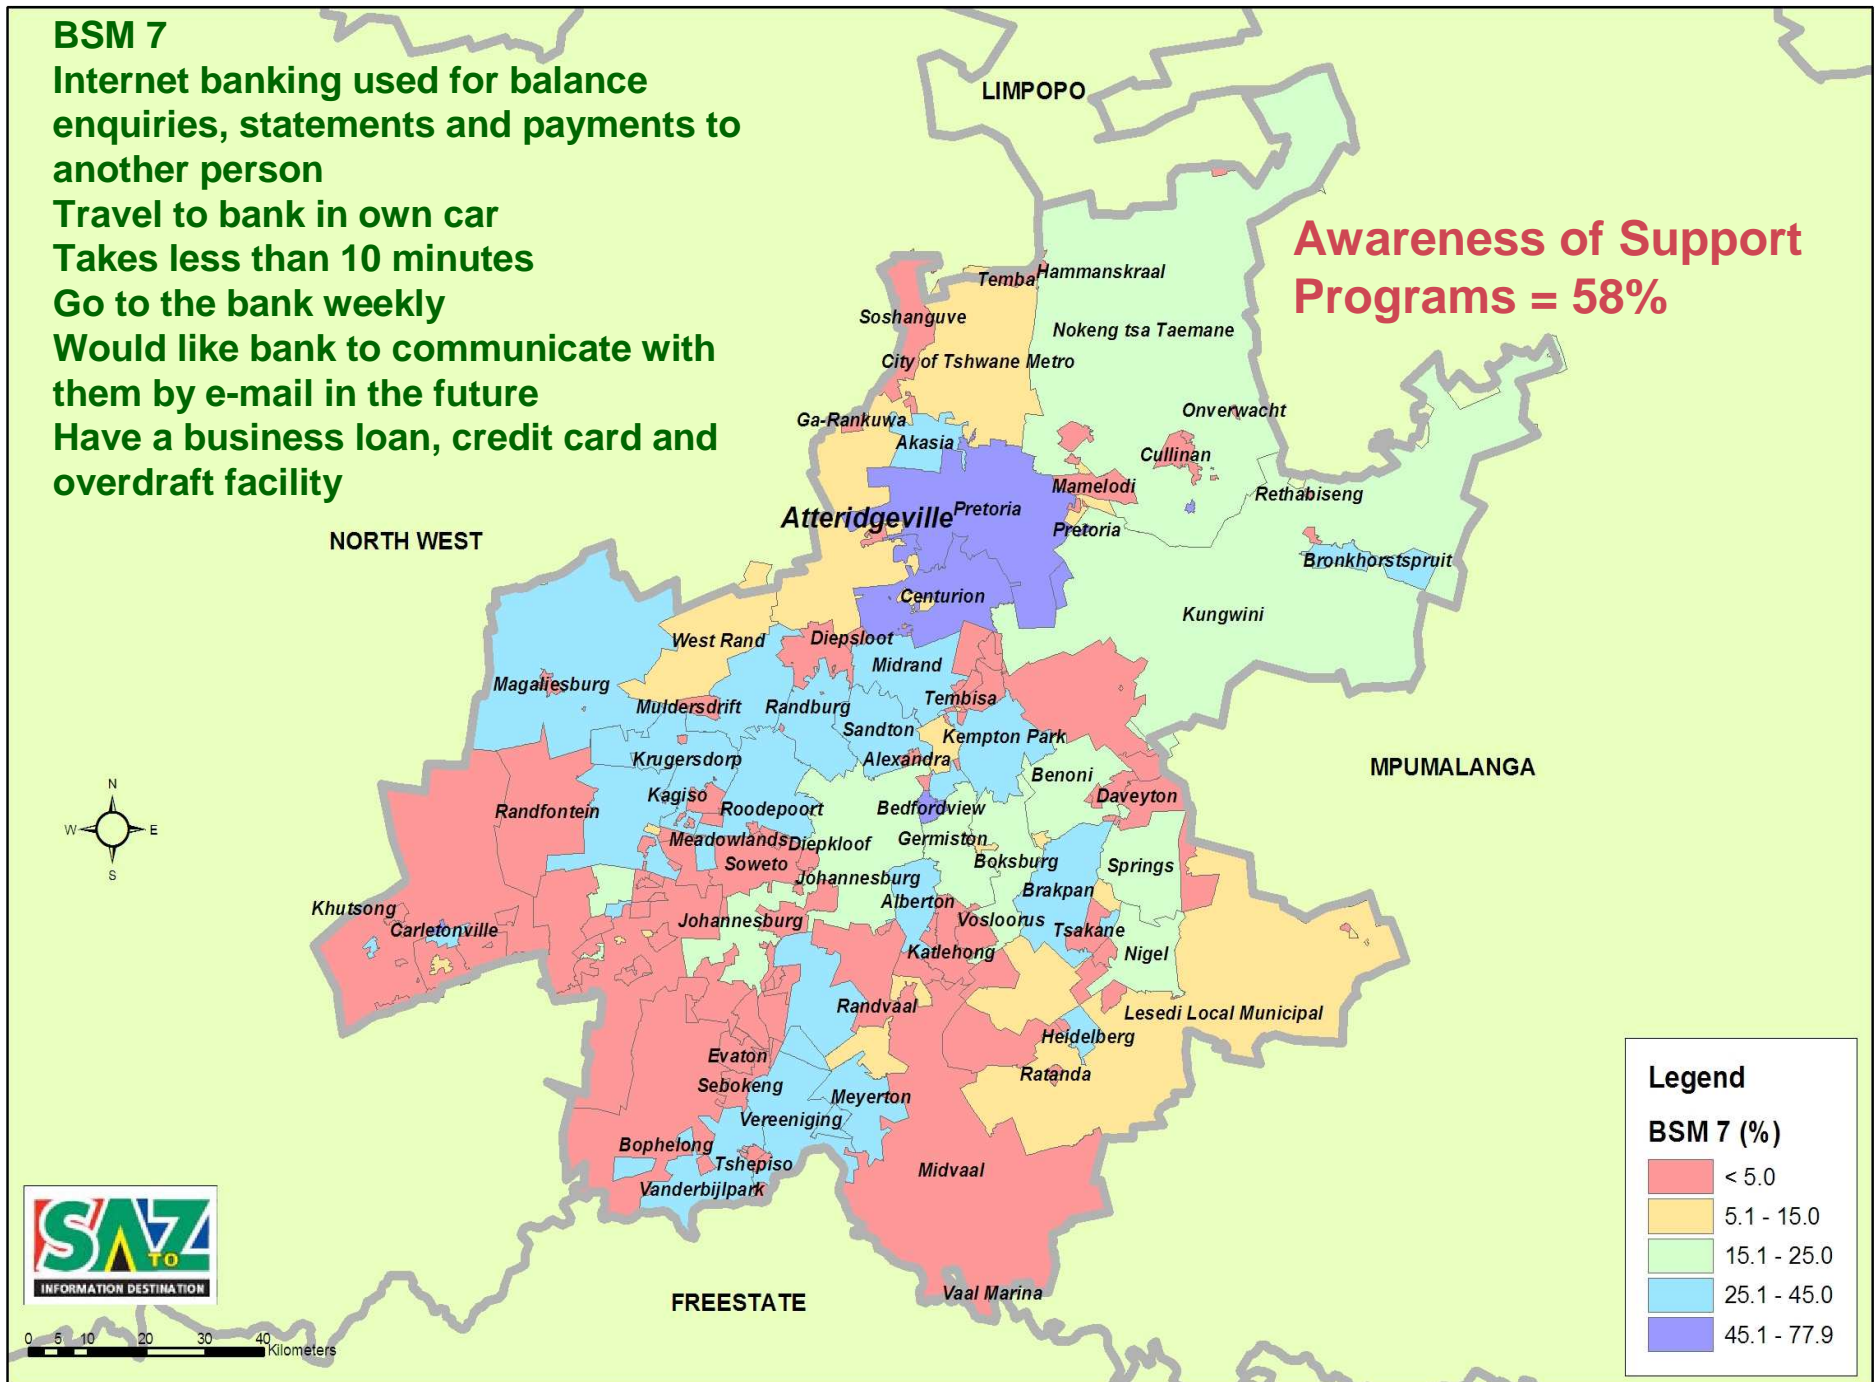 BSM 7
Internet banking used for balance
enquiries, statements and payments to
another person
Travel to bank in own car
Takes less than 10 minutes
Go to the bank weekly
Would like bank to communicate with
them by e-mail in the future
Have a business loan, credit card and
overdraft facility
Awareness of Support
Programs = 58%
LIMPOPO
Temba
Hammanskraal
Soshanguve
Nokeng tsa Taemane
City of Tshwane Metro
Onverwacht
Ga-Rankuwa
Akasia
Cullinan
Mamelodi
Rethabiseng
Atteridgeville
Pretoria
Pretoria
NORTH WEST
Bronkhorstspruit
Centurion
Kungwini
West Rand
Diepsloot
Midrand
Magaliesburg
Muldersdrift
Randburg
Tembisa
Sandton
Kempton Park
Krugersdorp
Alexandra
Benoni
MPUMALANGA
Kagiso
Daveyton
Randfontein
Roodepoort
Bedfordview
Meadowlands
Diepkloof
Germiston
Soweto
Boksburg
Springs
Johannesburg
Brakpan
Alberton
Khutsong
Carletonville
Johannesburg
Vosloorus
Tsakane
Katlehong
Nigel
Randvaal
Lesedi Local Municipal
Heidelberg
Evaton
Ratanda
Sebokeng
Meyerton
Vereeniging
Bophelong
Tshepiso
Midvaal
Vanderbijlpark
Vaal Marina
FREESTATE
N
W
E
S
SAZ
TO
INFORMATION DESTINATION
0 5 10 20 30 40
Kilometers
Legend
BSM 7 (%)
< 5.0
5.1 - 15.0
15.1 - 25.0
25.1 - 45.0
45.1 - 77.9